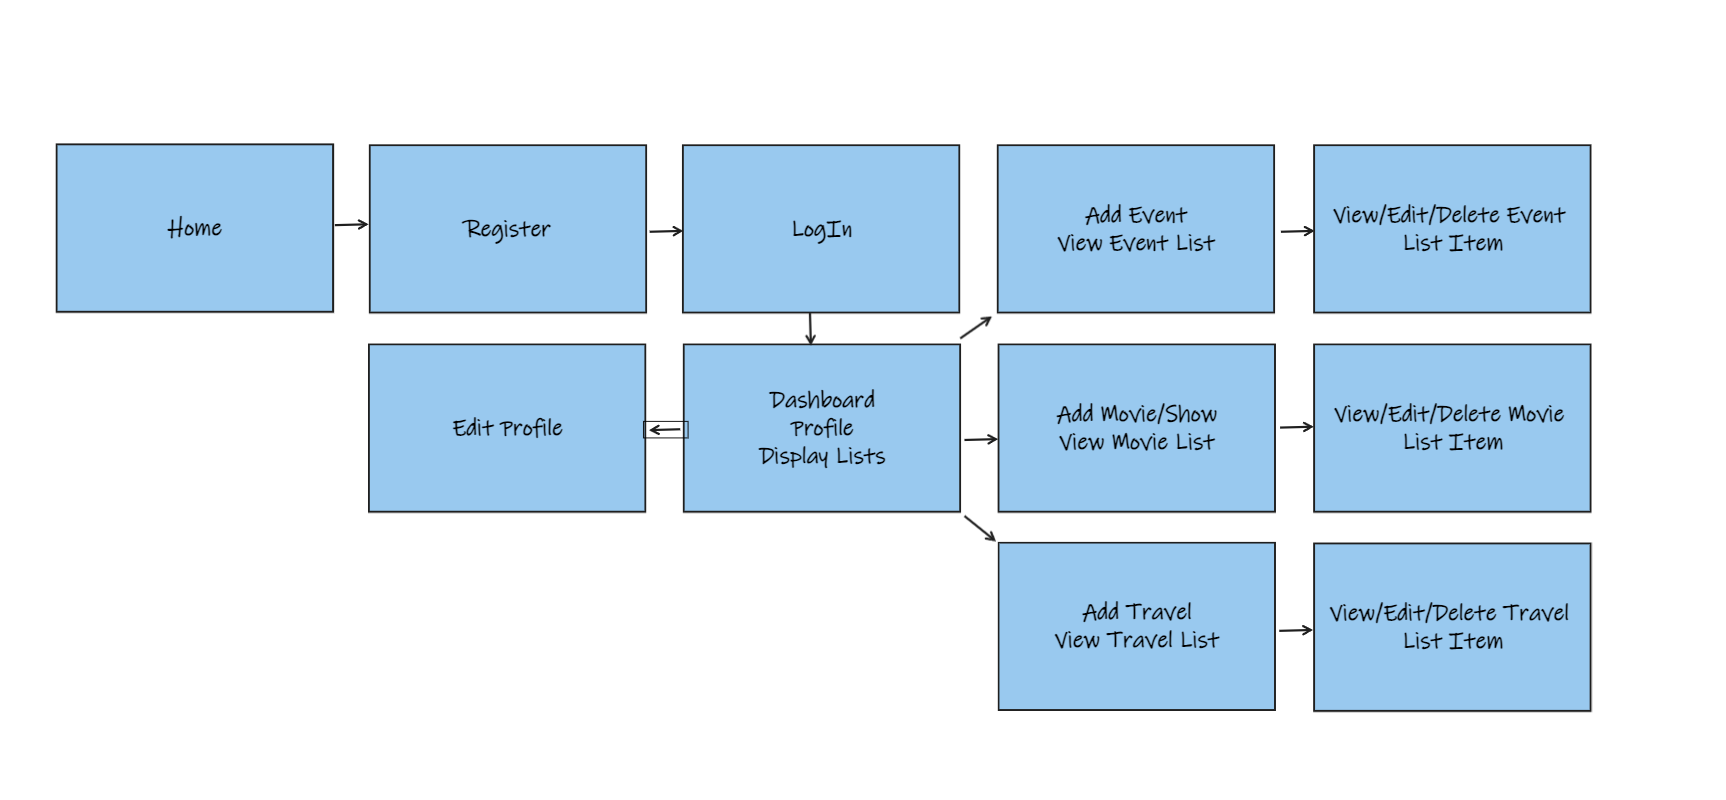 Home
Register
LogIn
Add Event
View Event List
View/Edit/Delete Event
List Item
Edit Profile
Dashboard
Profile
Display Lists
Add Movie/Show
View Movie List
View/Edit/Delete Movie
List Item
Add Travel
View Travel List
View/Edit/Delete Travel
List Item